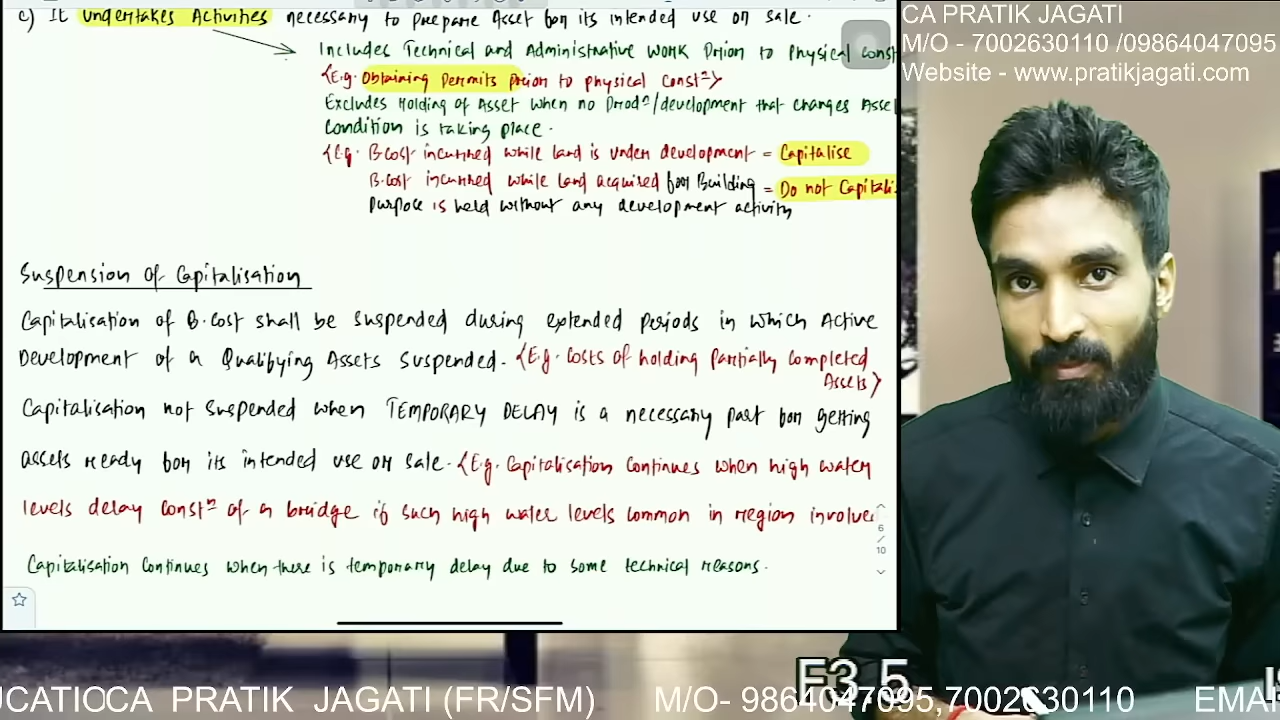 c) It undertakes Activities necessary to prepare Asset for its intended use or sale.
Includes Technical and Administrative work Prior to Physical const
{E.g. Obtaining Permits prior to physical Constⁿ}
Excludes Holding of Asset when no Prodⁿ/development that changes Asset
Condition is taking place.
{E.g. B.cost incurred while land is under development = Capitalise
B.cost incurred while land acquired for Building = Do not Capitalis
Purpose is held without any development activity
Suspension of Capitalisation
Capitalisation of B.cost shall be suspended during extended Periods in which Active
Development of a Qualifying Assets Suspended. {E.g. Costs of holding Partially completed
Assets}
Capitalisation not suspended when TEMPORARY DELAY is a necessary part for getting
assets ready for its intended use or sale. {E.g. Capitalisation Continues when high water
levels delay constⁿ of a bridge if such high water levels common in region involved
Capitalisation Continues when there is temporary delay due to some technical reasons.
6
/
10
CA PRATIK JAGATI
M/O - 7002630110 /09864047095
Website - www.pratikjagati.com
F3.5
UCATIOCA PRATIK JAGATI (FR/SFM) M/O- 9864047095,7002630110 EMAI